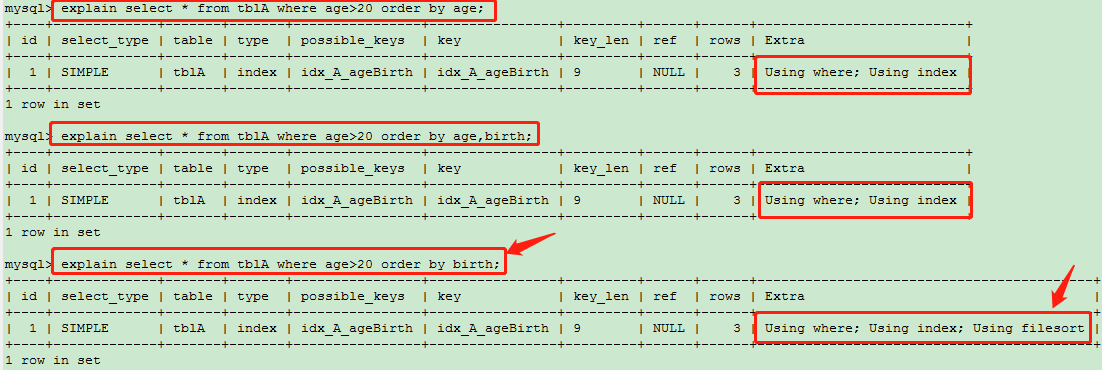 mysql> explain select * from tblA where age>20 order by age;
+----+-------------+-------+-------+---------------+--------------+---------+------+------+--------------------------+
| id | select_type | table | type | possible_keys | key | key_len | ref | rows | Extra |
+----+-------------+-------+-------+---------------+--------------+---------+------+------+--------------------------+
| 1 | SIMPLE | tblA | index | idx_A_ageBirth | idx_A_ageBirth | 9 | NULL | 3 | Using where; Using index |
+----+-------------+-------+-------+---------------+--------------+---------+------+------+--------------------------+
1 row in set
mysql> explain select * from tblA where age>20 order by age,birth;
+----+-------------+-------+-------+---------------+--------------+---------+------+------+--------------------------+
| id | select_type | table | type | possible_keys | key | key_len | ref | rows | Extra |
+----+-------------+-------+-------+---------------+--------------+---------+------+------+--------------------------+
| 1 | SIMPLE | tblA | index | idx_A_ageBirth | idx_A_ageBirth | 9 | NULL | 3 | Using where; Using index |
+----+-------------+-------+-------+---------------+--------------+---------+------+------+--------------------------+
1 row in set
mysql> explain select * from tblA where age>20 order by birth;
+----+-------------+-------+-------+---------------+--------------+---------+------+------+------------------------------------------+
| id | select_type | table | type | possible_keys | key | key_len | ref | rows | Extra |
+----+-------------+-------+-------+---------------+--------------+---------+------+------+------------------------------------------+
| 1 | SIMPLE | tblA | index | idx_A_ageBirth | idx_A_ageBirth | 9 | NULL | 3 | Using where; Using index; Using filesort |
+----+-------------+-------+-------+---------------+--------------+---------+------+------+------------------------------------------+
1 row in set